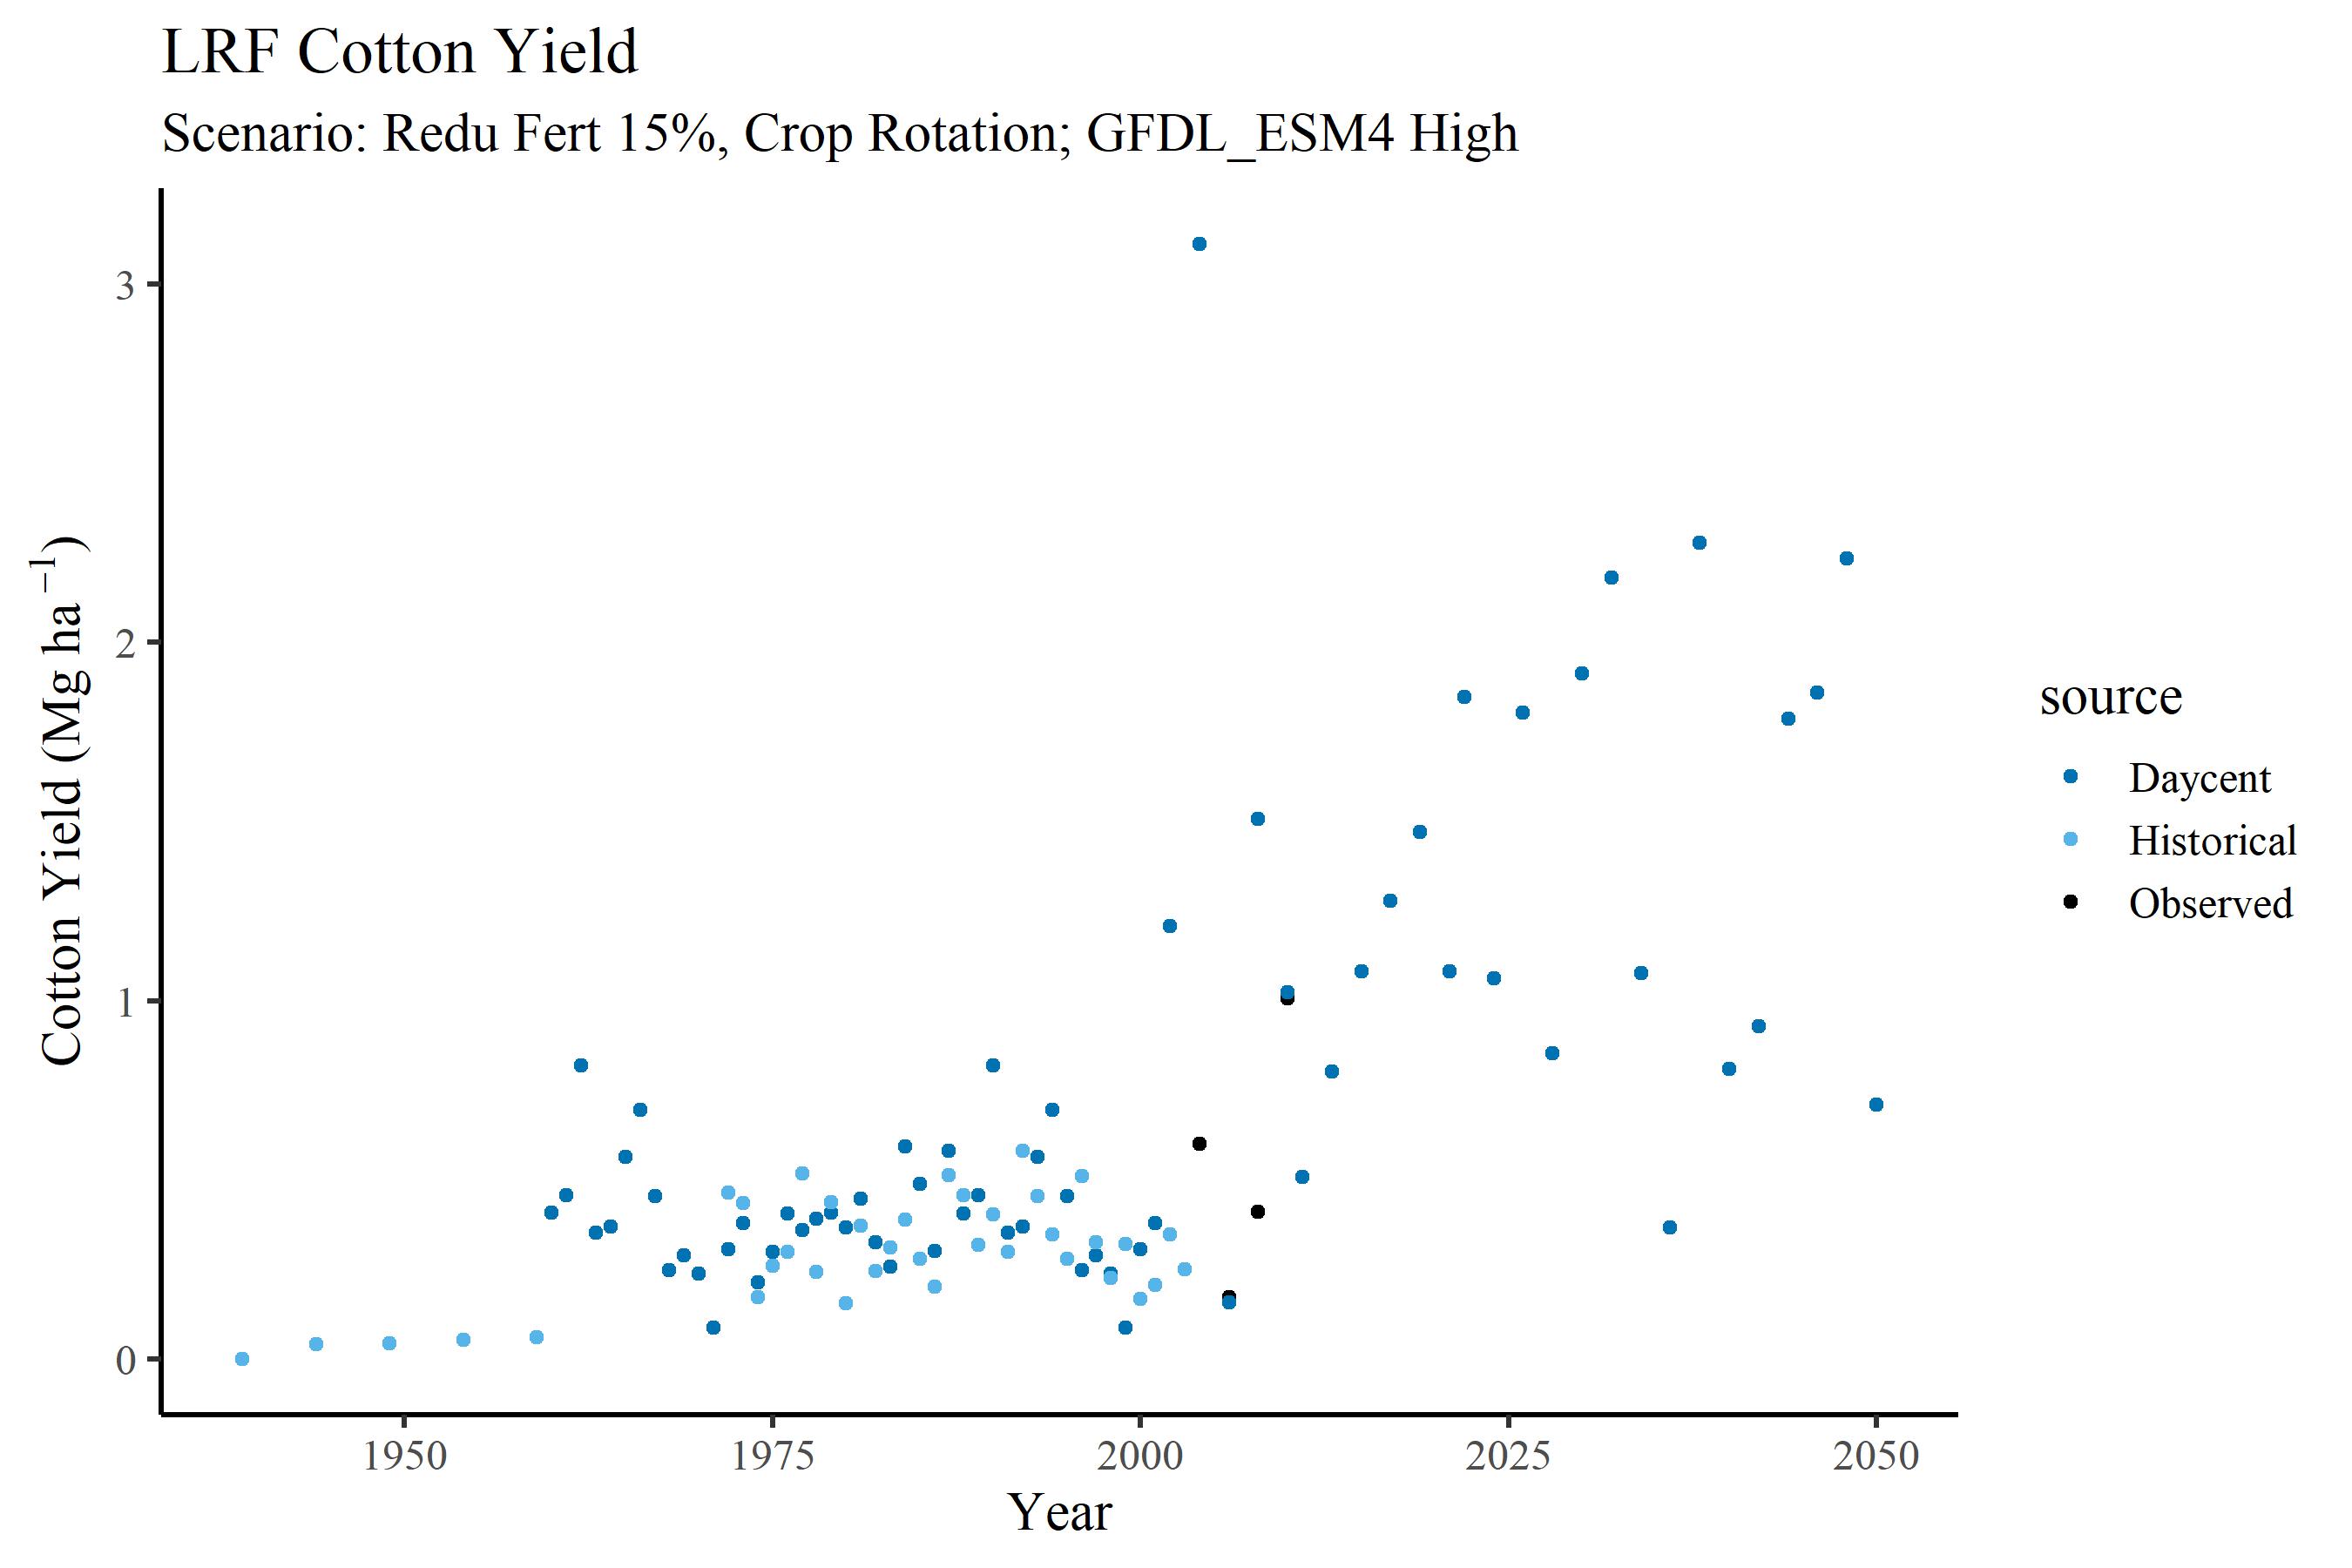 LRF Cotton Yield
Scenario: Redu Fert 15%, Crop Rotation; GFDL_ESM4 High
Cotton Yield (Mg ha⁻¹)
3
2
1
0
1950 1975 2000 2025 2050
Year
source
Daycent
Historical
Observed